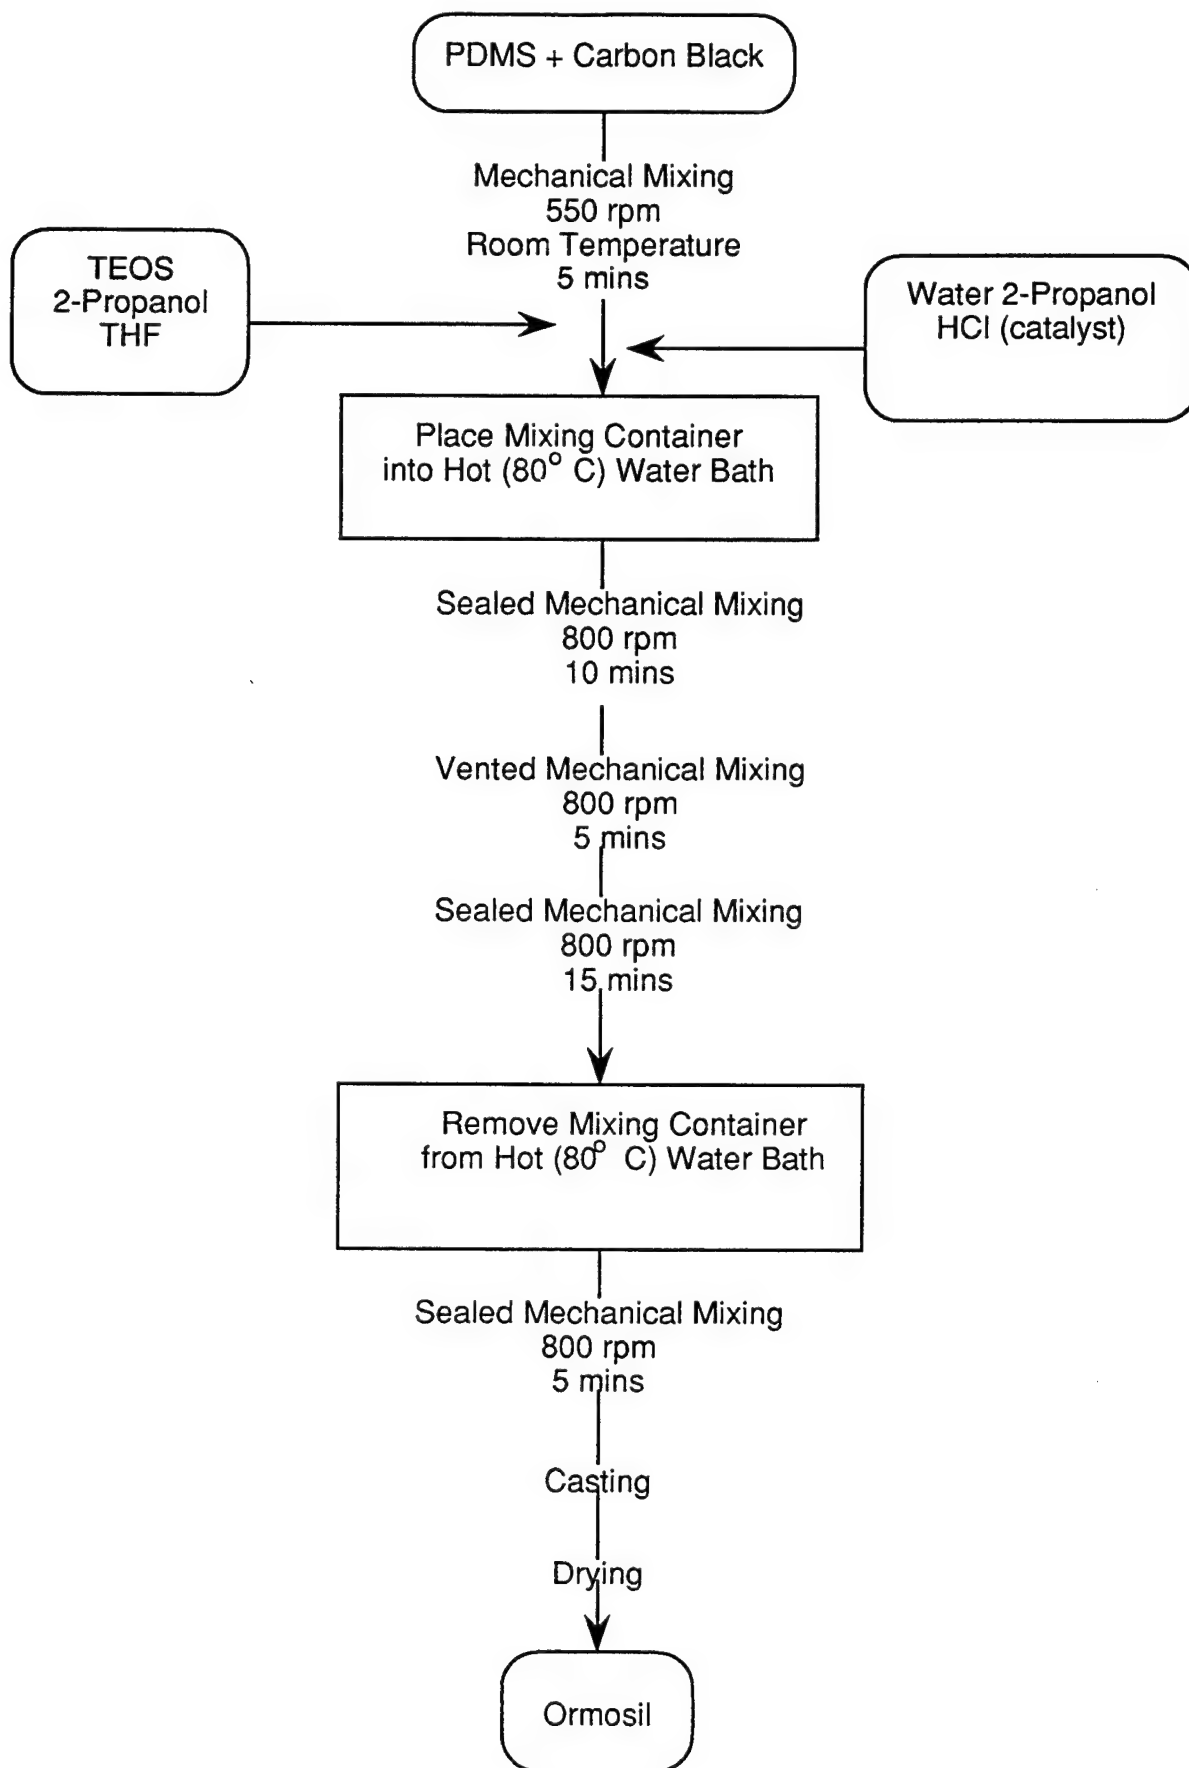 PDMS + Carbon Black
Mechanical Mixing
550 rpm
Room Temperature
5 mins
TEOS
2-Propanol
THF
Water 2-Propanol
HCl (catalyst)
Place Mixing Container
into Hot (80° C) Water Bath
Sealed Mechanical Mixing
800 rpm
10 mins
Vented Mechanical Mixing
800 rpm
5 mins
Sealed Mechanical Mixing
800 rpm
15 mins
Remove Mixing Container
from Hot (80° C) Water Bath
Sealed Mechanical Mixing
800 rpm
5 mins
Casting
Drying
Ormosil